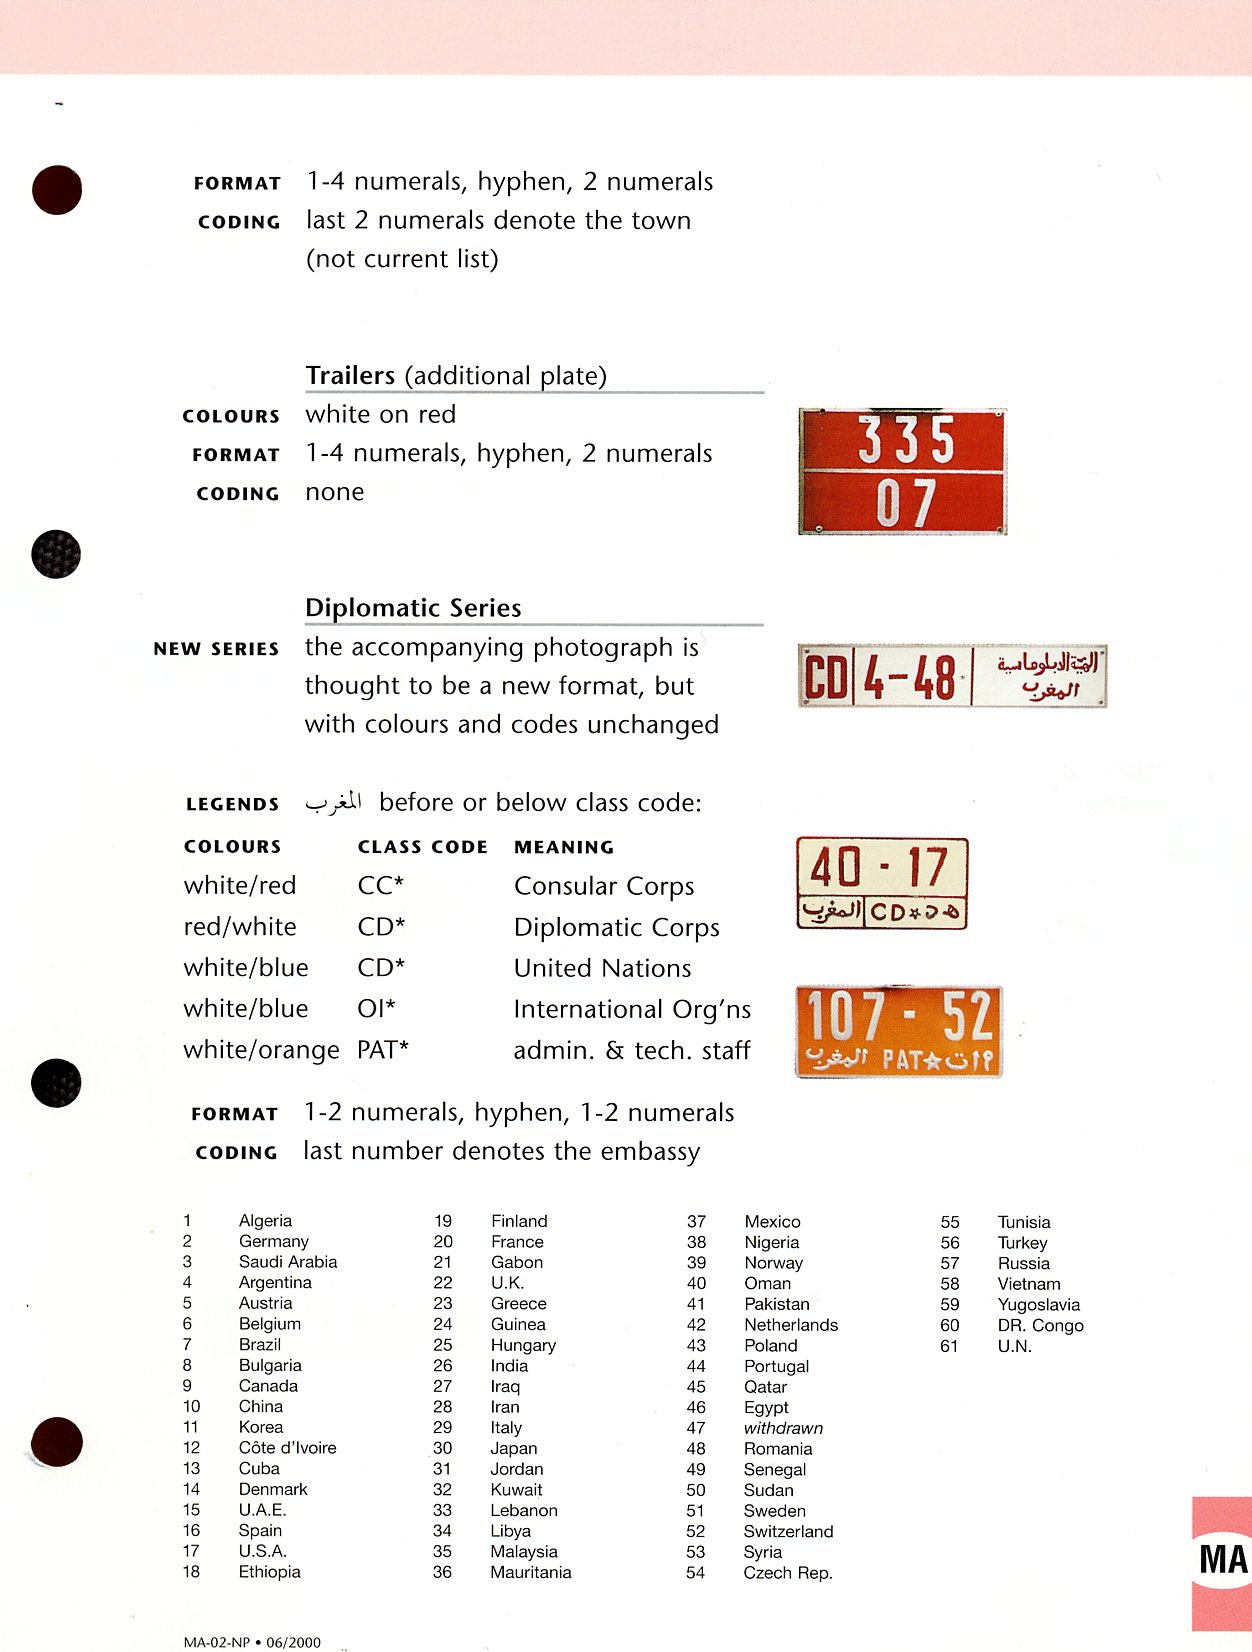 FORMAT 1-4 numerals, hyphen, 2 numerals
CODING last 2 numerals denote the town
(not current list)
Trailers (additional plate)
COLOURS white on red
FORMAT 1-4 numerals, hyphen, 2 numerals
CODING none
335
07
Diplomatic Series
NEW SERIES the accompanying photograph is
thought to be a new format, but
with colours and codes unchanged
CD 4-48 الهيئة الدبلوماسية
المغرب
LEGENDS المغرب before or below class code:
COLOURS CLASS CODE MEANING
white/red CC* Consular Corps
red/white CD* Diplomatic Corps
white/blue CD* United Nations
white/blue OI* International Org'ns
white/orange PAT* admin. & tech. staff
40 - 17
المغرب CD★هد
107 - 52
المغرب PAT★م ا ت
FORMAT 1-2 numerals, hyphen, 1-2 numerals
CODING last number denotes the embassy
1 Algeria
2 Germany
3 Saudi Arabia
4 Argentina
5 Austria
6 Belgium
7 Brazil
8 Bulgaria
9 Canada
10 China
11 Korea
12 Côte d'Ivoire
13 Cuba
14 Denmark
15 U.A.E.
16 Spain
17 U.S.A.
18 Ethiopia
19 Finland
20 France
21 Gabon
22 U.K.
23 Greece
24 Guinea
25 Hungary
26 India
27 Iraq
28 Iran
29 Italy
30 Japan
31 Jordan
32 Kuwait
33 Lebanon
34 Libya
35 Malaysia
36 Mauritania
37 Mexico
38 Nigeria
39 Norway
40 Oman
41 Pakistan
42 Netherlands
43 Poland
44 Portugal
45 Qatar
46 Egypt
47 withdrawn
48 Romania
49 Senegal
50 Sudan
51 Sweden
52 Switzerland
53 Syria
54 Czech Rep.
55 Tunisia
56 Turkey
57 Russia
58 Vietnam
59 Yugoslavia
60 DR. Congo
61 U.N.
MA
MA-02-NP • 06/2000